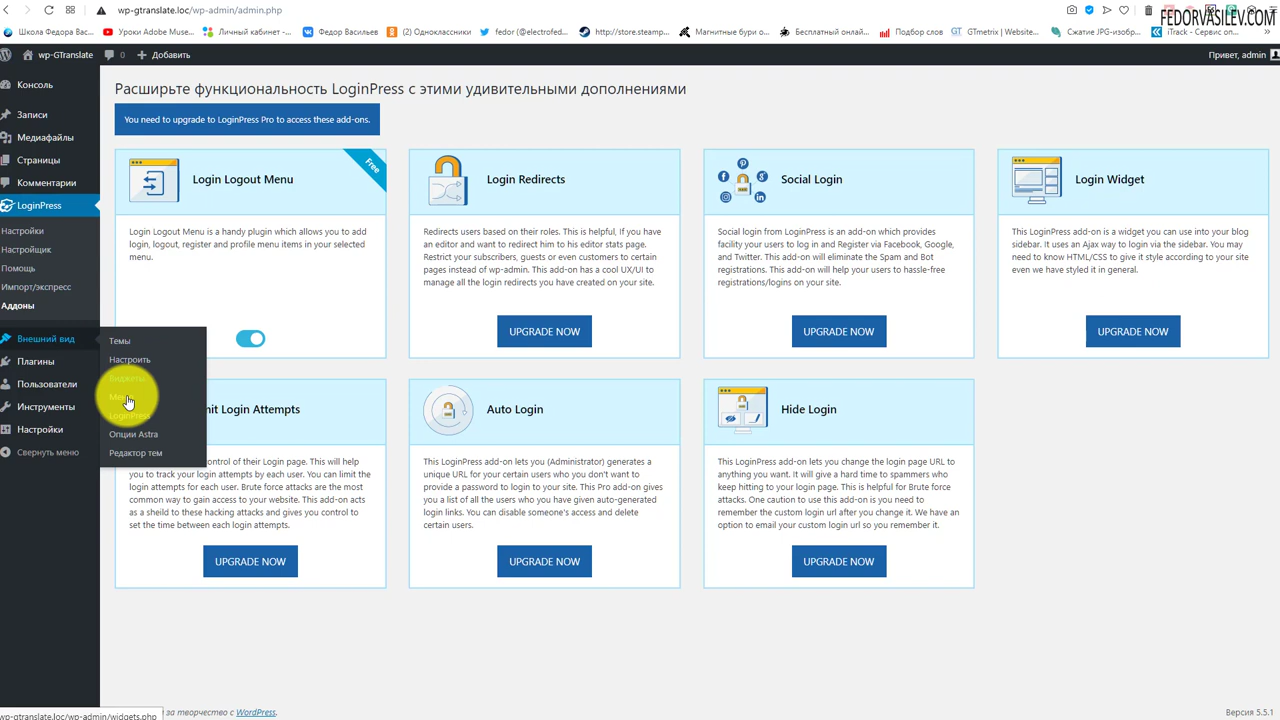 wp-gtranslate.loc/wp-admin/admin.php
FEDORVASILEV.COM
Школа Федора Вас...
Уроки Adobe Muse...
Личный кабинет -...
Федор Васильев
(2) Одноклассники
fedor (@electrofed...
http://store.steamp...
Магнитные бури о...
Бесплатный онлай...
Подбор слов
GTmetrix | Website...
Сжатие JPG-изобр...
iTrack - Сервис оп...
wp-GTranslate
0
Добавить
Привет, admin
Консоль
Записи
Медиафайлы
Страницы
Комментарии
LoginPress
Настройки
Настройщик
Помощь
Импорт/экспресс
Аддоны
Внешний вид
Плагины
Пользователи
Инструменты
Настройки
Свернуть меню
Темы
Настроить
Виджеты
Меню
LoginPress
Опции Astra
Редактор тем
Расширьте функциональность LoginPress с этими удивительными дополнениями
You need to upgrade to LoginPress Pro to access these add-ons.
Login Logout Menu
Free
Login Logout Menu is a handy plugin which allows you to add
login, logout, register and profile menu items in your selected
menu.
Login Redirects
Redirects users based on their roles. This is helpful, If you have
an editor and want to redirect him to his editor stats page.
Restrict your subscribers, guests or even customers to certain
pages instead of wp-admin. This add-on has a cool UX/UI to
manage all the login redirects you have created on your site.
UPGRADE NOW
Social Login
Social login from LoginPress is an add-on which provides
facility your users to log in and Register via Facebook, Google,
and Twitter. This add-on will eliminate the Spam and Bot
registrations. This add-on will help your users to hassle-free
registrations/logins on your site.
UPGRADE NOW
Login Widget
This LoginPress add-on is a widget you can use into your blog
sidebar. It uses an Ajax way to login via the sidebar. You may
need to know HTML/CSS to give it style according to your site
even we have styled it in general.
UPGRADE NOW
Login Attempts
control of their Login page. This will help
you to track your login attempts by each user. You can limit the
login attempts for each user. Brute force attacks are the most
common way to gain access to your website. This add-on acts
as a sheild to these hacking attacks and gives you control to
set the time between each login attempts.
UPGRADE NOW
Auto Login
This LoginPress add-on lets you (Administrator) generates a
unique URL for your certain users who you don't want to
provide a password to login to your site. This Pro add-on gives
you a list of all the users who you have given auto-generated
login links. You can disable someone's access and delete
certain users.
UPGRADE NOW
Hide Login
This LoginPress add-on lets you change the login page URL to
anything you want. It will give a hard time to spammers who
keep hitting to your login page. This is helpful for Brute force
attacks. One caution to use this add-on is you need to
remember the custom login url after you change it. We have an
option to email your custom login url so you remember it.
UPGRADE NOW
wp-gtranslate.loc/wp-admin/widgets.php
за творчество с WordPress.
Версия 5.5.1